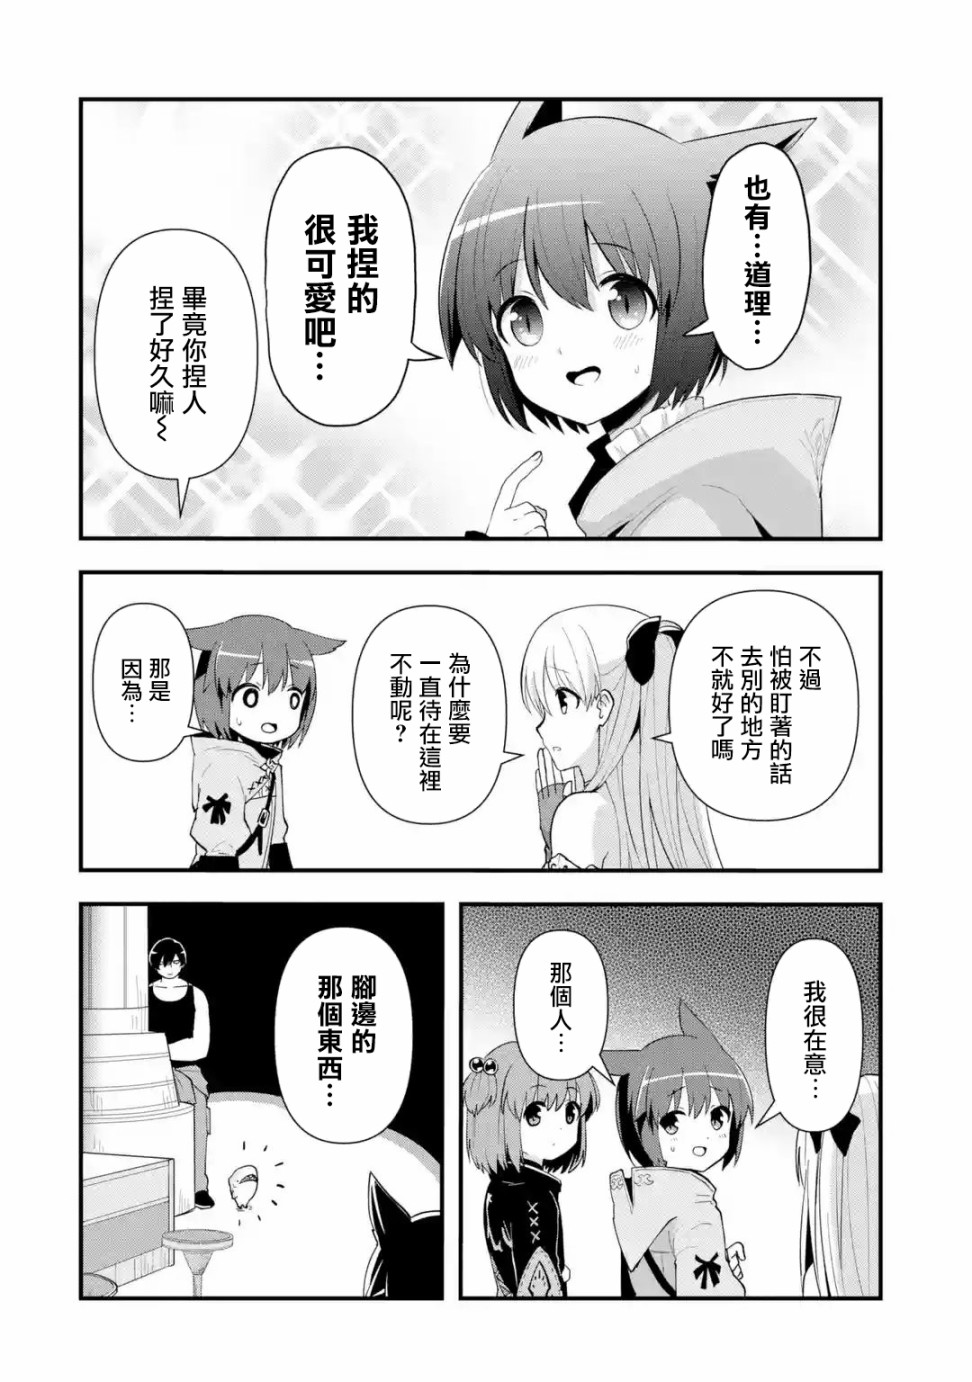 也有…道理…
我捏的
很可愛吧…
畢竟你捏人
捏了好久嘛～
不過
怕被盯著的話
去別的地方
不就好了嗎
為什麼要
一直待在這裡
不動呢？
那是
因為…
我很在意…
那個人…
腳邊的
那個東西…